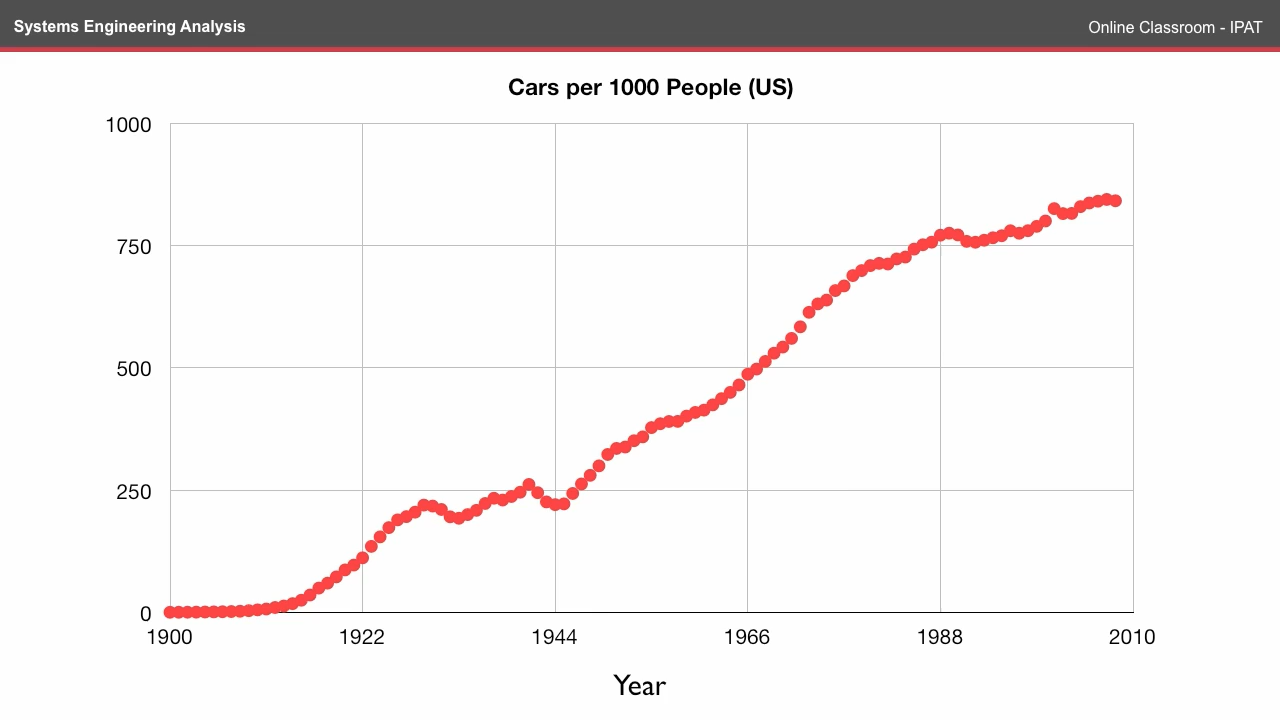 Systems Engineering Analysis
Online Classroom - IPAT
Cars per 1000 People (US)
1000
750
500
250
0
1900 1922 1944 1966 1988 2010
Year